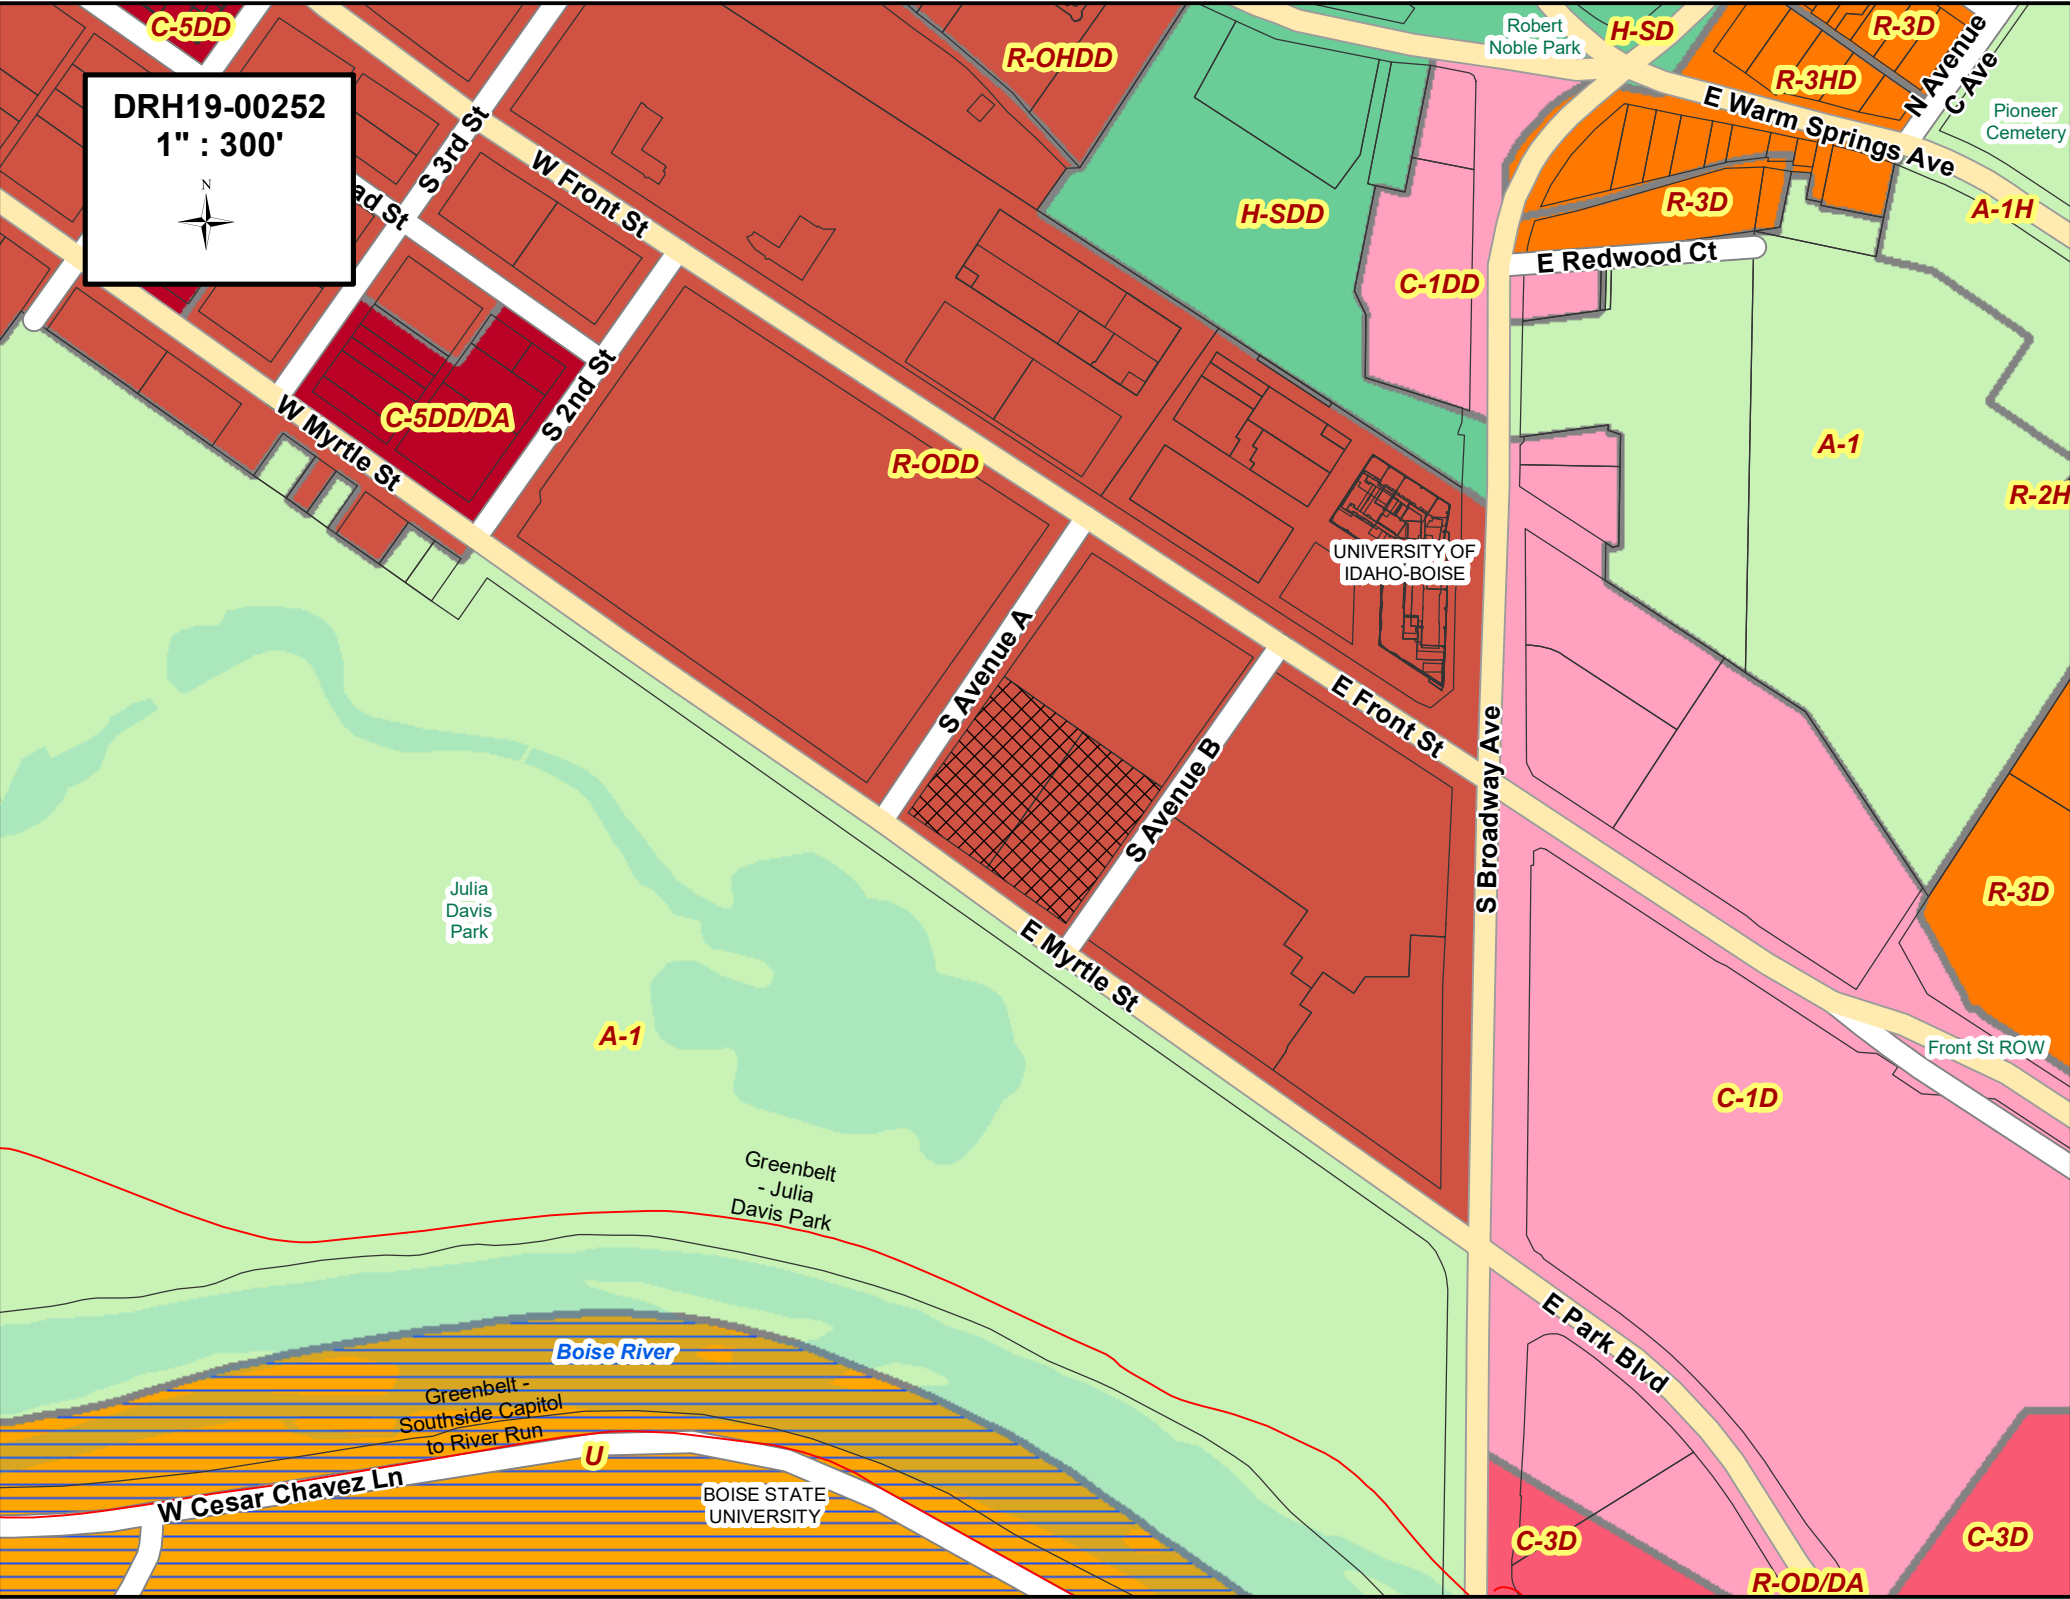 C-5DD
R-OHDD
Robert
Noble Park
H-SD
R-3D
N Avenue
C Ave
R-3HD
DRH19-00252
1" : 300'
N
E Warm Springs Ave
Pioneer
Cemetery
S 3rd St
W Front St
ad St
H-SDD
R-3D
A-1H
E Redwood Ct
C-1DD
C-5DD/DA
S 2nd St
W Myrtle St
R-ODD
A-1
R-2H
UNIVERSITY OF
IDAHO-BOISE
S Avenue A
E Front St
S Avenue B
S Broadway Ave
Julia
Davis
Park
R-3D
E Myrtle St
A-1
Front St ROW
C-1D
Greenbelt
- Julia
Davis Park
Boise River
E Park Blvd
Greenbelt -
Southside Capitol
to River Run
U
W Cesar Chavez Ln
BOISE STATE
UNIVERSITY
C-3D
C-3D
R-OD/DA